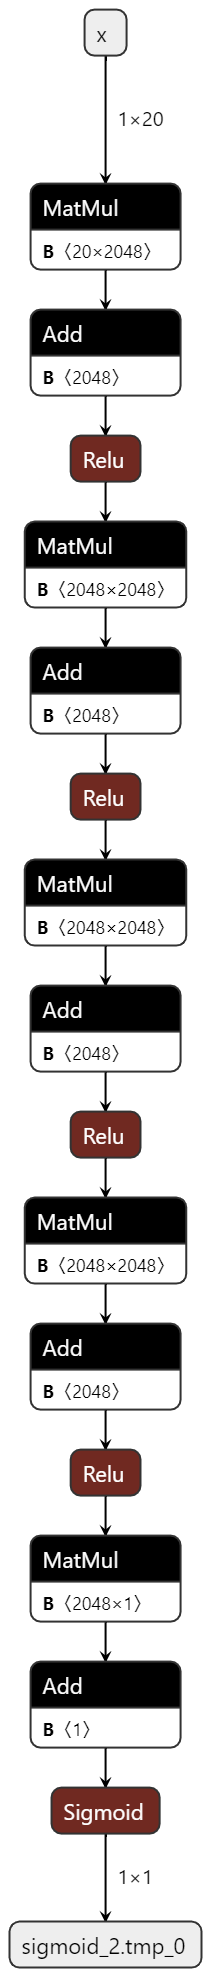 x
1×20
MatMul
B 〈20×2048〉
Add
B 〈2048〉
Relu
MatMul
B 〈2048×2048〉
Add
B 〈2048〉
Relu
MatMul
B 〈2048×2048〉
Add
B 〈2048〉
Relu
MatMul
B 〈2048×2048〉
Add
B 〈2048〉
Relu
MatMul
B 〈2048×1〉
Add
B 〈1〉
Sigmoid
1×1
sigmoid_2.tmp_0